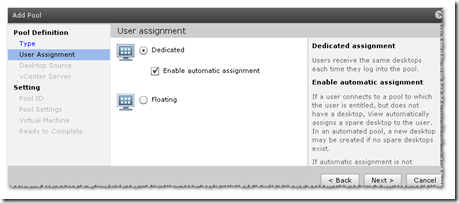 Add Pool
Pool Definition
Type
User Assignment
Desktop Source
vCenter Server
Setting
Pool ID
Pool Settings
Virtual Machine
Ready to Complete
User assignment
Dedicated
Enable automatic assignment
Floating
Dedicated assignment
Users receive the same desktops
each time they log into the pool.
Enable automatic assignment
If a user connects to a pool to which
the user is entitled, but does not
have a desktop, View automatically
assigns a spare desktop to the user.
In an automated pool, a new desktop
may be created if no spare desktops
exist.
If automatic assignment is not
< Back
Next >
Cancel